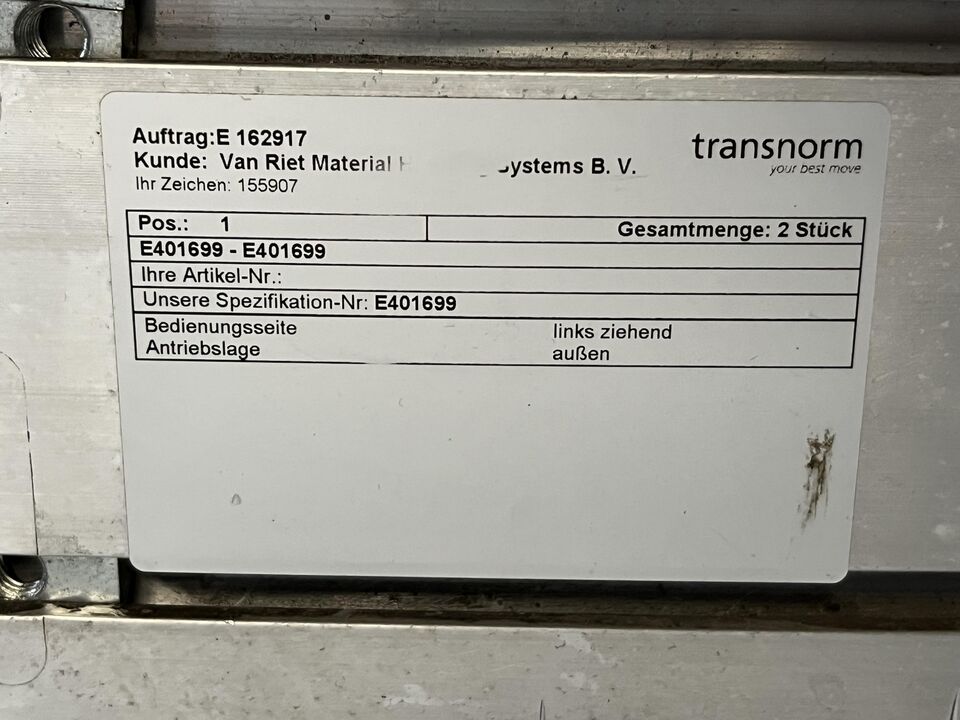 Auftrag:E 162917
Kunde: Van Riet Material ystems B. V.
Ihr Zeichen: 155907
transnorm
your best move
Pos.: 1 Gesamtmenge: 2 Stück
E401699 - E401699
Ihre Artikel-Nr.:
Unsere Spezifikation-Nr: E401699
Bedienungsseite links ziehend
Antriebslage außen